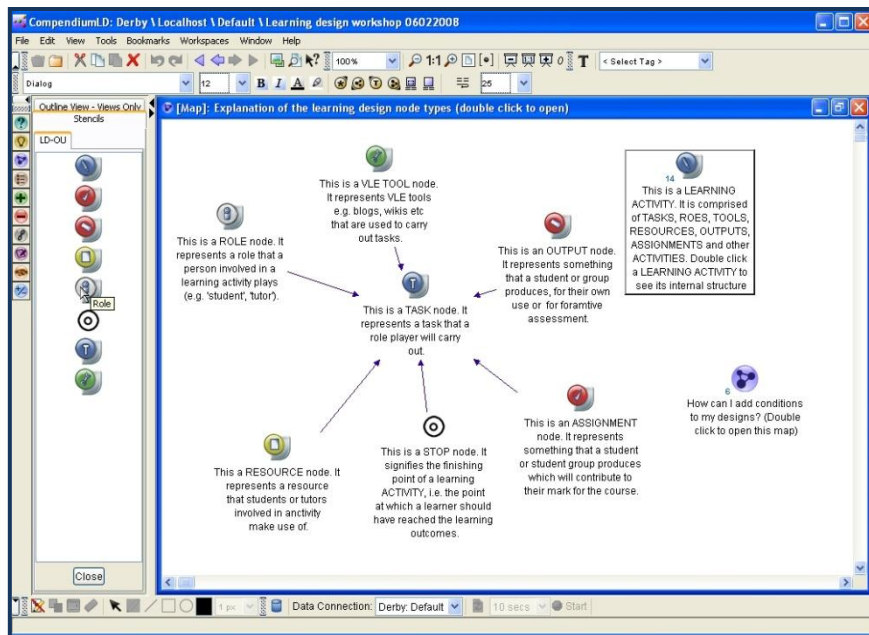 CompendiumLD: Derby \ Localhost \ Default \ Learning design workshop 06022008
File Edit View Tools Bookmarks Workspaces Window Help
100%
1:1
0
T
< Select Tag >
Dialog
12
B I A
25
Outline View - Views Only
Stencils
LD-OU
Role
Close
[Map]: Explanation of the learning design node types (double click to open)
This is a VLE TOOL node.
It represents VLE tools
e.g. blogs, wikis etc
that are used to carry
out tasks.
14
This is a LEARNING
ACTIVITY. It is comprised
of TASKS, ROES, TOOLS,
RESOURCES, OUTPUTS,
ASSIGNMENTS and other
ACTIVITIES. Double click
a LEARNING ACTIVITY to
see its internal structure
This is a ROLE node. It
represents a role that a
person involved in a
learning activity plays
(e.g. 'student', 'tutor').
This is an OUTPUT node.
It represents something
that a student or group
produces, for their own
use or for foramtive
assessment.
T
This is a TASK node. It
represents a task that a
role player will carry
out.
6
How can I add conditions
to my designs? (Double
click to open this map)
This is an ASSIGNMENT
node. It represents
something that a student
or student group produces
which will contribute to
their mark for the course.
This is a STOP node. It
signifies the finishing
point of a learning
ACTIVITY, i.e. the point
at which a learner should
have reached the learning
outcomes.
This a RESOURCE node. It
represents a resource
that students or tutors
involved in anctivity
make use of.
1 px
Data Connection: Derby: Default
10 secs
Start